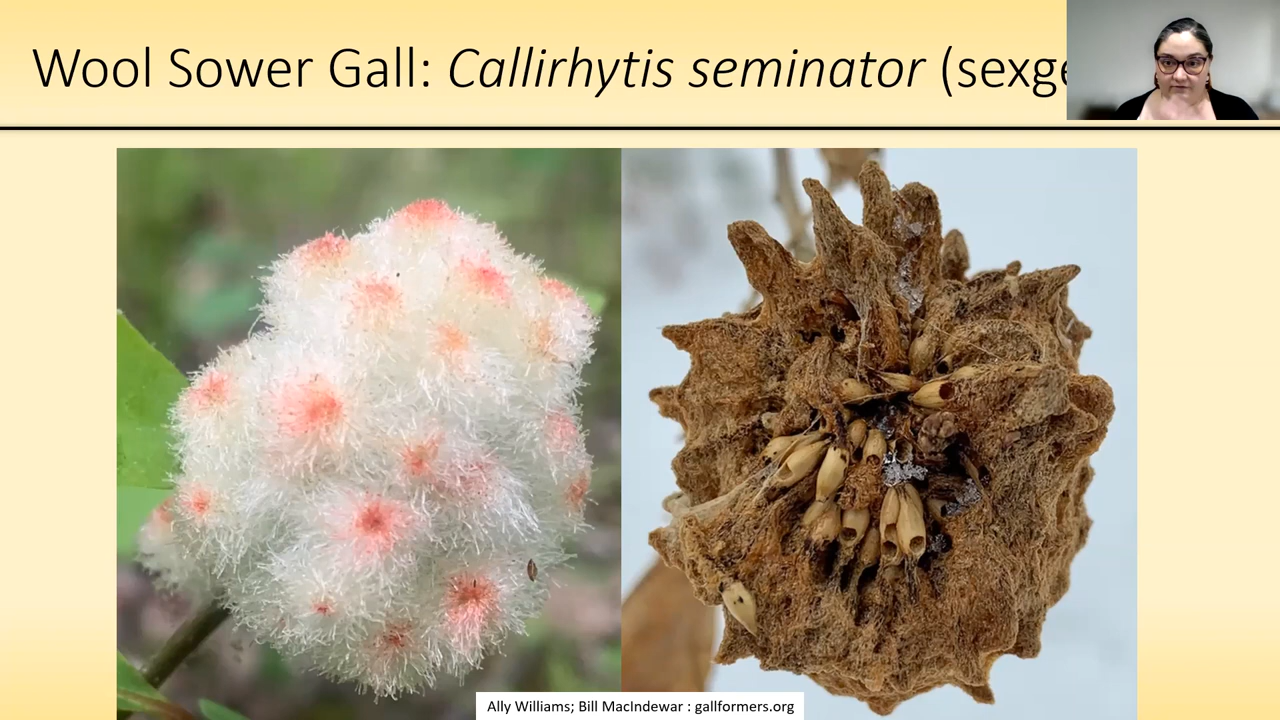 Wool Sower Gall: Callirhytis seminator (sexge
Ally Williams; Bill MacIndewar : gallformers.org